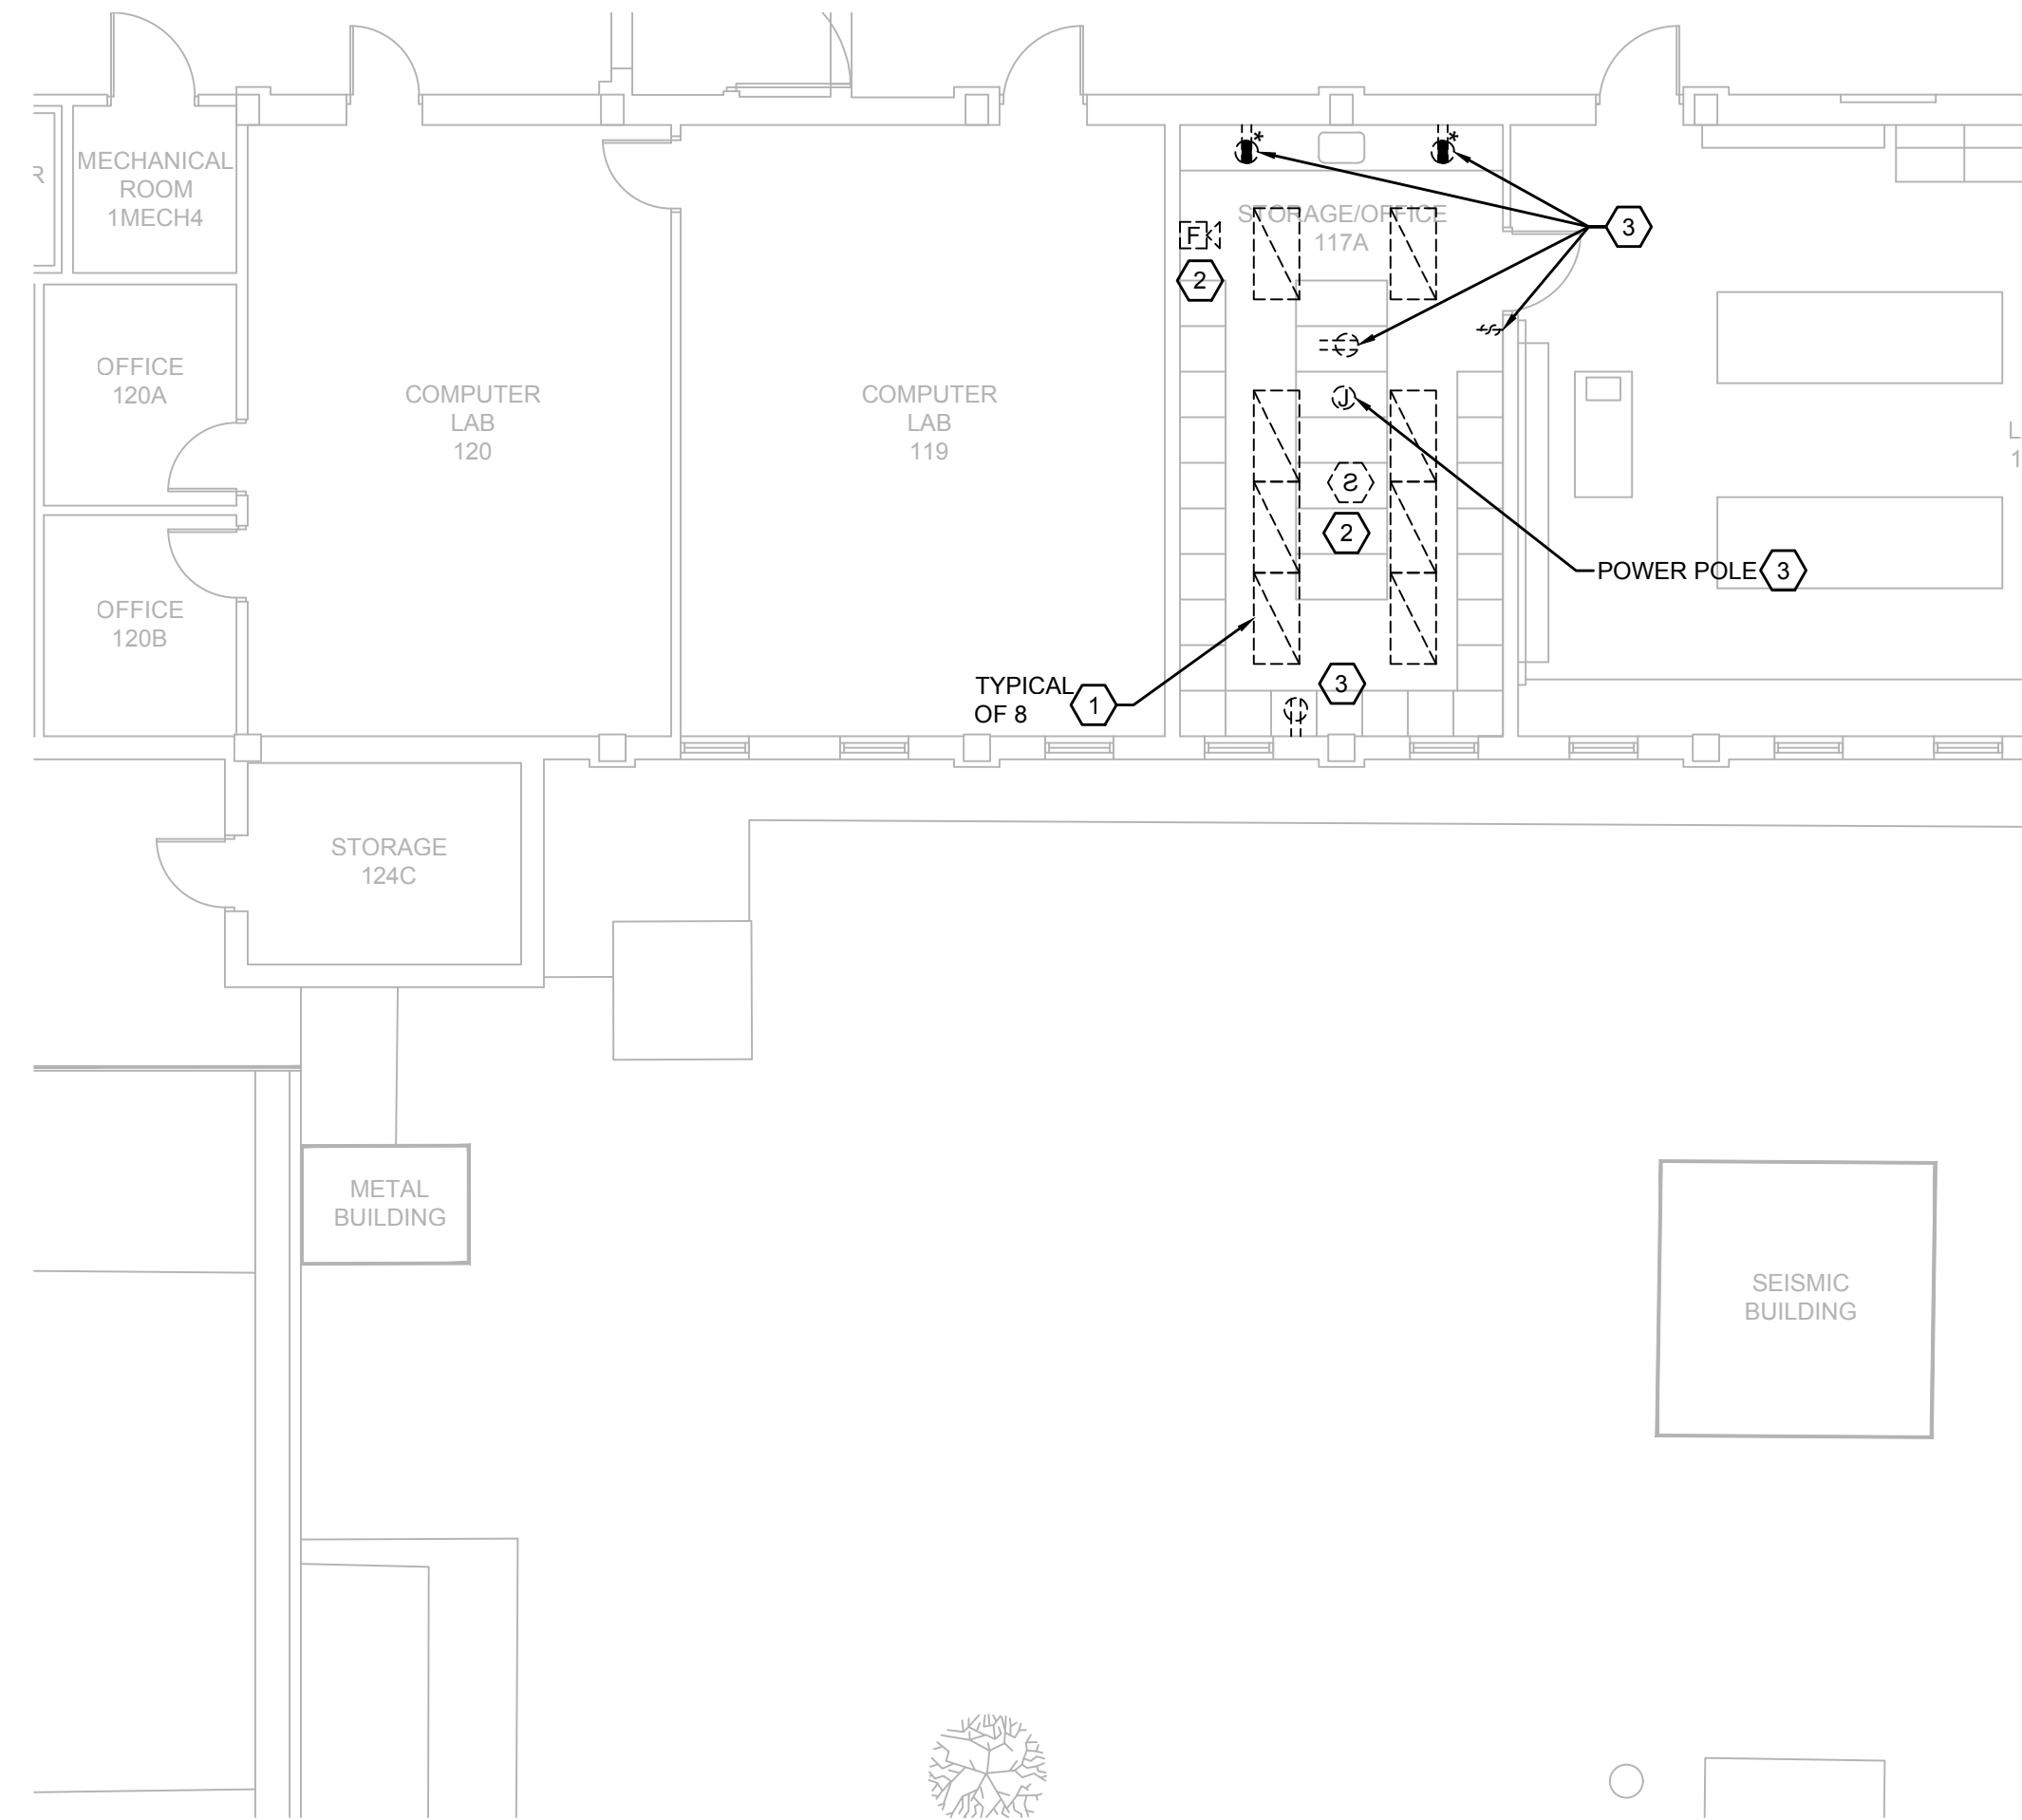 R
MECHANICAL
ROOM
1MECH4
OFFICE
120A
OFFICE
120B
COMPUTER
LAB
120
COMPUTER
LAB
119
*
*
STORAGE/OFFICE
117A
F
2
3
J
S
2
POWER POLE 3
3
TYPICAL
OF 8
1
L
1
STORAGE
124C
METAL
BUILDING
SEISMIC
BUILDING